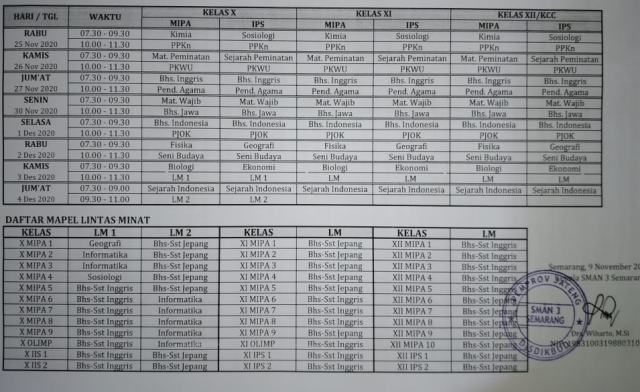 HARI / TGL WAKTU KELAS X KELAS XI KELAS XII/KCC
MIPA IPS MIPA IPS MIPA IPS
RABU 07.30 - 09.30 Kimia Sosiologi Kimia Sosiologi Kimia Sosiologi
25 Nov 2020 10.00 - 11.30 PPKn PPKn PPKn PPKn PPKn PPKn
KAMIS 07.30 - 09.30 Mat. Peminatan Sejarah Peminatan Mat. Peminatan Sejarah Peminatan Mat. Peminatan Sejarah Peminatan
26 Nov 2020 10.00 - 11.30 PKWU PKWU PKWU PKWU PKWU PKWU
JUM'AT 07.30 - 09.30 Bhs. Inggris Bhs. Inggris Bhs. Inggris Bhs. Inggris Bhs. Inggris Bhs. Inggris
27 Nov 2020 10.00 - 11.30 Pend. Agama Pend. Agama Pend. Agama Pend. Agama Pend. Agama Pend. Agama
SENIN 07.30 - 09.30 Mat. Wajib Mat. Wajib Mat. Wajib Mat. Wajib Mat. Wajib Mat. Wajib
30 Nov 2020 10.00 - 11.30 Bhs. Jawa Bhs. Jawa Bhs. Jawa Bhs. Jawa Bhs. Jawa Bhs. Jawa
SELASA 07.30 - 09.30 Bhs. Indonesia Bhs. Indonesia Bhs. Indonesia Bhs. Indonesia Bhs. Indonesia Bhs. Indonesia
1 Des 2020 10.00 - 11.30 PJOK PJOK PJOK PJOK PJOK PJOK
RABU 07.30 - 09.30 Fisika Geografi Fisika Geografi Fisika Geografi
2 Des 2020 10.00 - 11.30 Seni Budaya Seni Budaya Seni Budaya Seni Budaya Seni Budaya Seni Budaya
KAMIS 07.30 - 09.30 Biologi Ekonomi Biologi Ekonomi Biologi Ekonomi
3 Des 2020 10.00 - 11.30 LM 1 LM 1 LM LM LM LM
JUM'AT 07.30 - 09.00 Sejarah Indonesia Sejarah Indonesia Sejarah Indonesia Sejarah Indonesia Sejarah Indonesia Sejarah Indonesia
4 Des 2020 09.30 - 11.00 LM 2 LM 2
DAFTAR MAPEL LINTAS MINAT
KELAS LM 1 LM 2 KELAS LM KELAS LM
X MIPA 1 Geografi Bhs-Sst Jepang XI MIPA 1 Bhs-Sst Jepang XII MIPA 1 Bhs-Sst Inggris
X MIPA 2 Informatika Bhs-Sst Jepang XI MIPA 2 Bhs-Sst Jepang XII MIPA 2 Bhs-Sst Inggris
X MIPA 3 Informatika Bhs-Sst Jepang XI MIPA 3 Bhs-Sst Jepang XII MIPA 3 Bhs-Sst Inggris
X MIPA 4 Sosiologi Bhs-Sst Jepang XI MIPA 4 Bhs-Sst Jepang XII MIPA 4 Bhs-Sst Inggris
X MIPA 5 Bhs-Sst Inggris Bhs-Sst Jepang XI MIPA 5 Bhs-Sst Jepang XII MIPA 5 Bhs-Sst Inggris
X MIPA 6 Bhs-Sst Inggris Informatika XI MIPA 6 Bhs-Sst Inggris XII MIPA 6 Bhs-Sst
X MIPA 7 Bhs-Sst Inggris Informatika XI MIPA 7 Bhs-Sst Inggris XII MIPA 7 Bhs-Sst
X MIPA 8 Bhs-Sst Inggris Informatika XI MIPA 8 Bhs-Sst Inggris XII MIPA 8 Bhs-Sst
X MIPA 9 Bhs-Sst Inggris Informatika XI MIPA 9 Bhs-Sst Inggris XII MIPA 9 Bhs-Sst
X OLIMP Bhs-Sst Inggris Informatika XI OLIMP Bhs-Sst Inggris XII MIPA 10 Bhs-Sst
X IIS 1 Bhs-Sst Inggris Bhs-Sst Jepang XI IPS 1 Bhs-Sst Inggris XII IPS 1 Bhs-Sst Inggris
X IIS 2 Bhs-Sst Inggris Bhs-Sst Jepang XI IPS 2 Bhs-Sst Inggris XII IPS 2 Bhs-Sst Inggris
Semarang, 9 November 20
SMAN 3 Semaran
SMAN 3
SEMARANG
Wiharto, M.Si